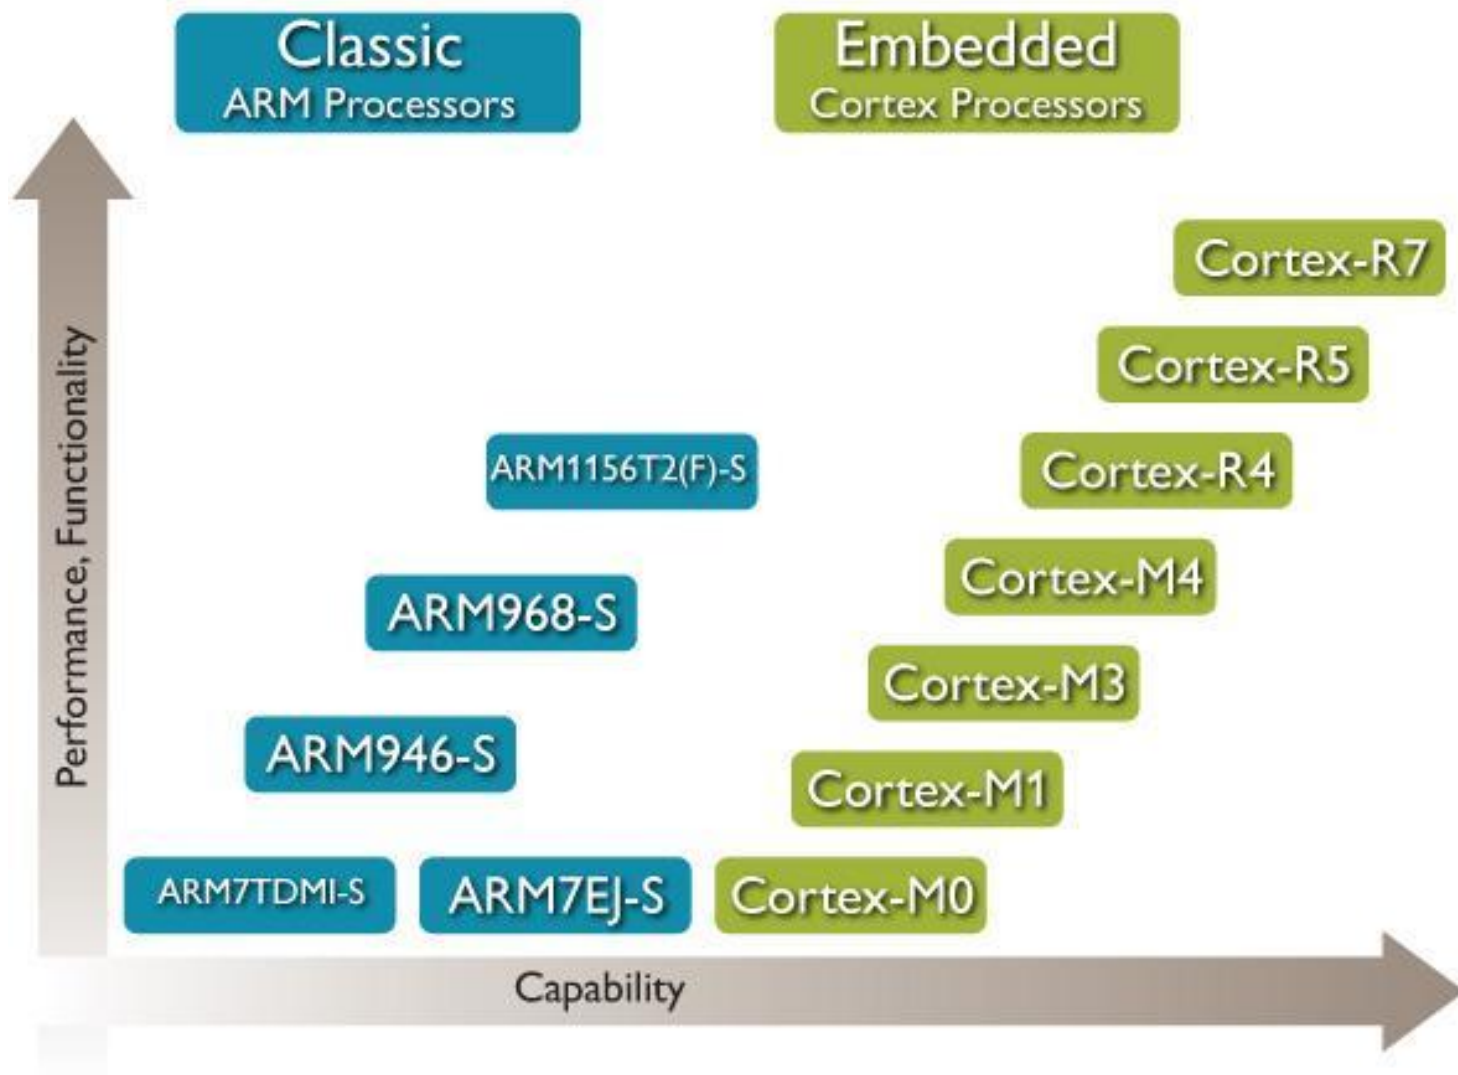 Classic
ARM Processors
Embedded
Cortex Processors
Performance, Functionality
Cortex-R7
Cortex-R5
ARM1156T2(F)-S
Cortex-R4
Cortex-M4
ARM968-S
Cortex-M3
ARM946-S
Cortex-M1
ARM7TDMI-S
ARM7EJ-S
Cortex-M0
Capability